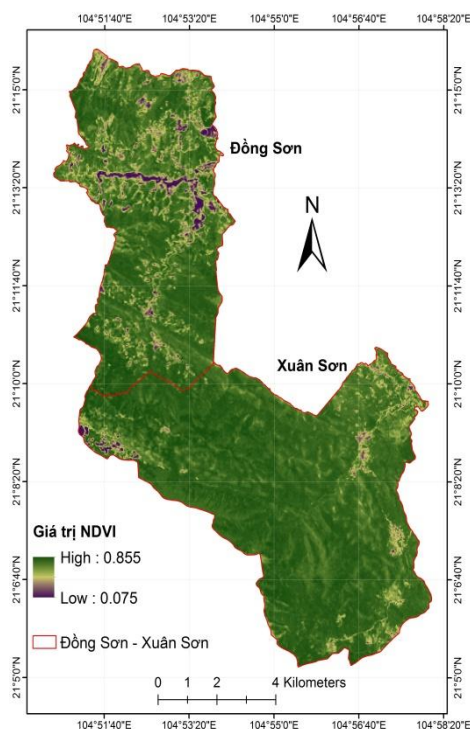 104°51'40"E 104°53'20"E 104°55'0"E 104°56'40"E 104°58'20"E
21°15'0"N 21°15'0"N
Đồng Sơn
21°13'20"N 21°13'20"N
N
21°11'40"N 21°11'40"N
Xuân Sơn
21°10'0"N 21°10'0"N
21°8'20"N 21°8'20"N
Giá trị NDVI
High : 0.855
Low : 0.075
21°6'40"N 21°6'40"N
Đồng Sơn - Xuân Sơn
21°5'0"N 21°5'0"N
0 1 2 4 Kilometers
104°51'40"E 104°53'20"E 104°55'0"E 104°56'40"E 104°58'20"E